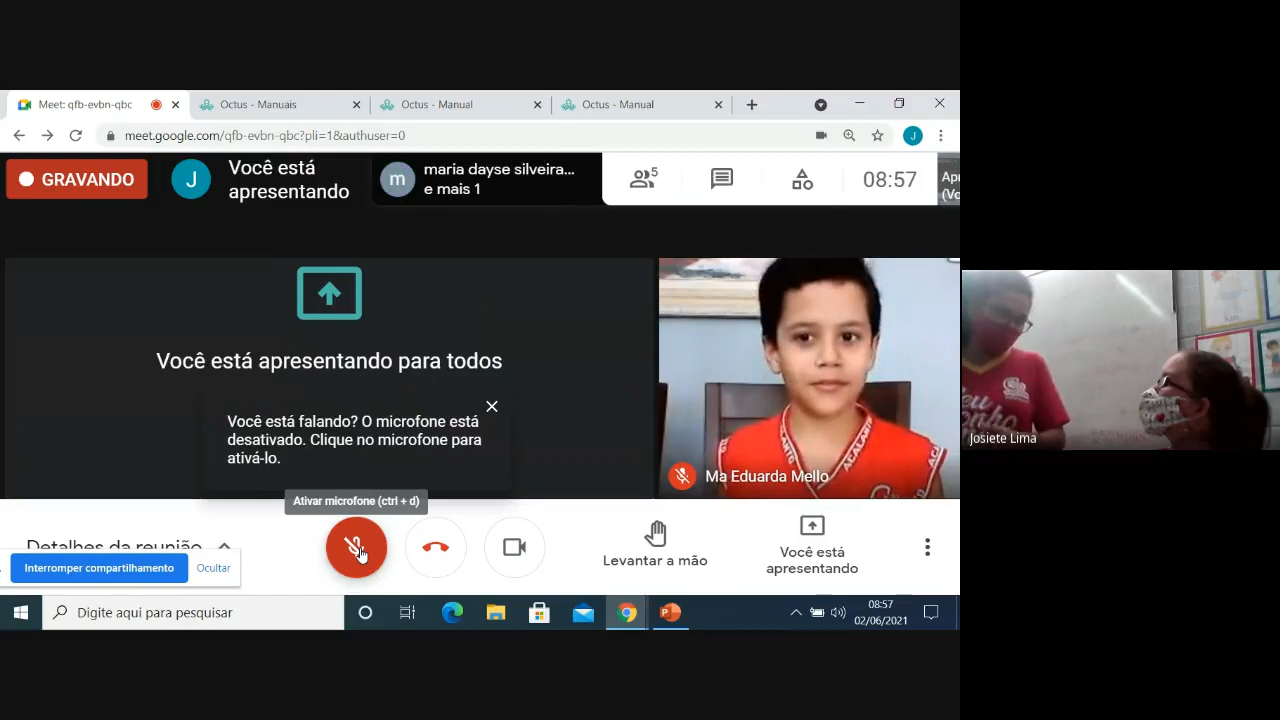 Meet: qfb-evbn-qbc
Octus - Manuais
Octus - Manual
Octus - Manual
meet.google.com/qfb-evbn-qbc?pli=1&authuser=0
J
GRAVANDO
J
Você está
apresentando
m
maria dayse silveira...
e mais 1
5
08:57
Você está apresentando para todos
Você está falando? O microfone está
desativado. Clique no microfone para
ativá-lo.
Ativar microfone (ctrl + d)
ACALANTO
Ma Eduarda Mello
Josiete Lima
Detalhes da reunião
Levantar a mão
Você está
apresentando
Interromper compartilhamento
Ocultar
Digite aqui para pesquisar
08:57
02/06/2021